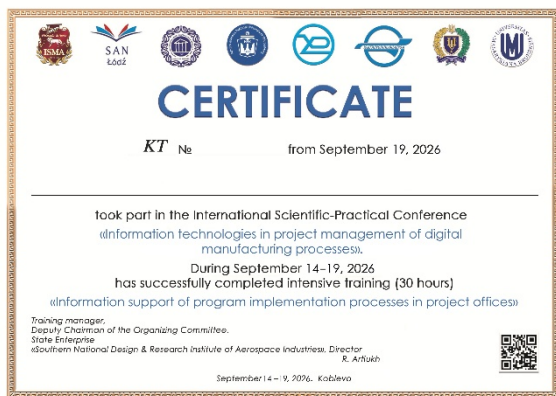 ISMA
SAN
ŁÓDŹ
CERTIFICATE
KT № from September 19, 2026
took part in the International Scientific-Practical Conference
«Information technologies in project management of digital
manufacturing processes».
During September 14–19, 2026
has successfully completed intensive training (30 hours)
«Information support of program implementation processes in project offices»
Training manager,
Deputy Chairman of the Organizing Committee.
State Enterprise
«Southern National Design & Research Institute of Aerospace Industries», Director
R. Artiukh
September 14 – 19, 2026. Koblevo